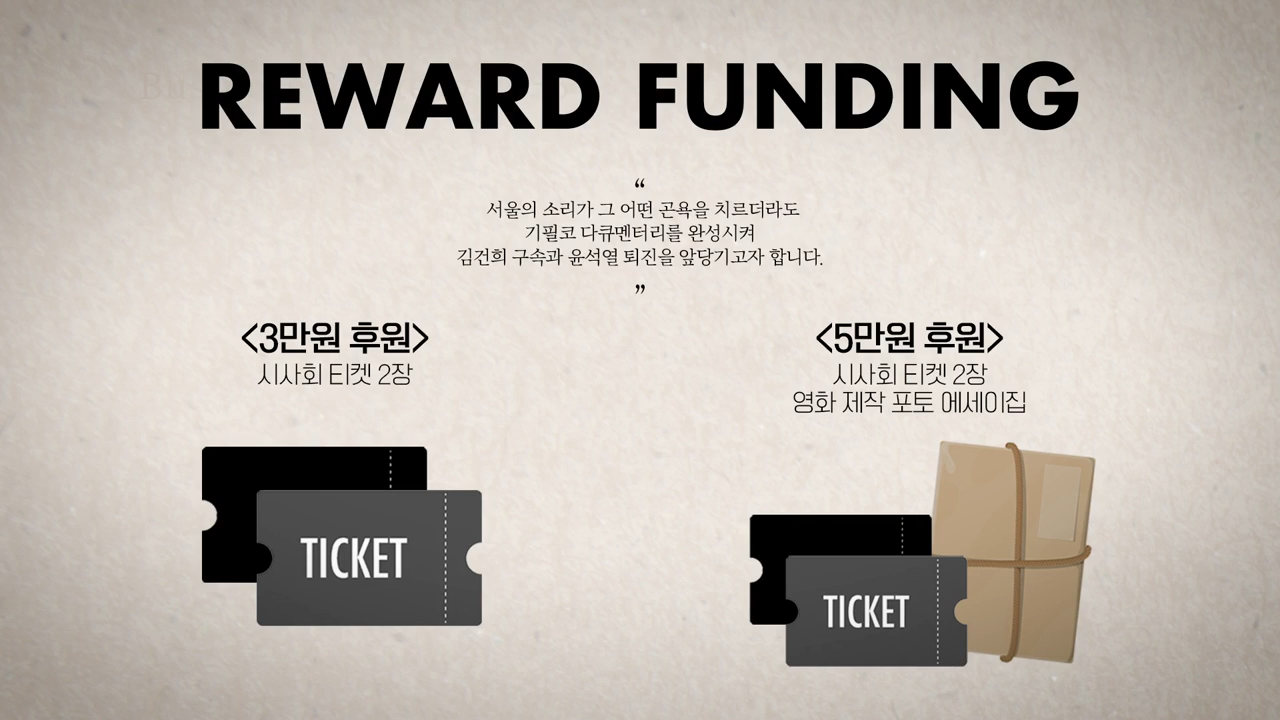 REWARD FUNDING
“
서울의 소리가 그 어떤 곤욕을 치르더라도
기필코 다큐멘터리를 완성시켜
김건희 구속과 윤석열 퇴진을 앞당기고자 합니다.
”
<3만원 후원>
시사회 티켓 2장
<5만원 후원>
시사회 티켓 2장
영화 제작 포토 에세이집
TICKET
TICKET